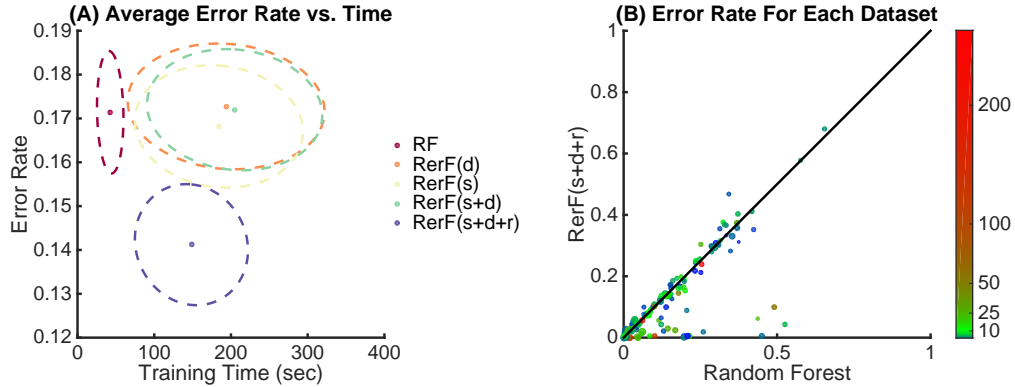 (A) Average Error Rate vs. Time
0.19
0.18
0.17
0.16
0.15
0.14
0.13
0.12
Error Rate
0
100
200
300
400
Training Time (sec)
RF
RerF(d)
RerF(s)
RerF(s+d)
RerF(s+d+r)
(B) Error Rate For Each Dataset
1
0.8
0.6
0.4
0.2
0
RerF(s+d+r)
0
0.5
1
Random Forest
200
100
50
25
10